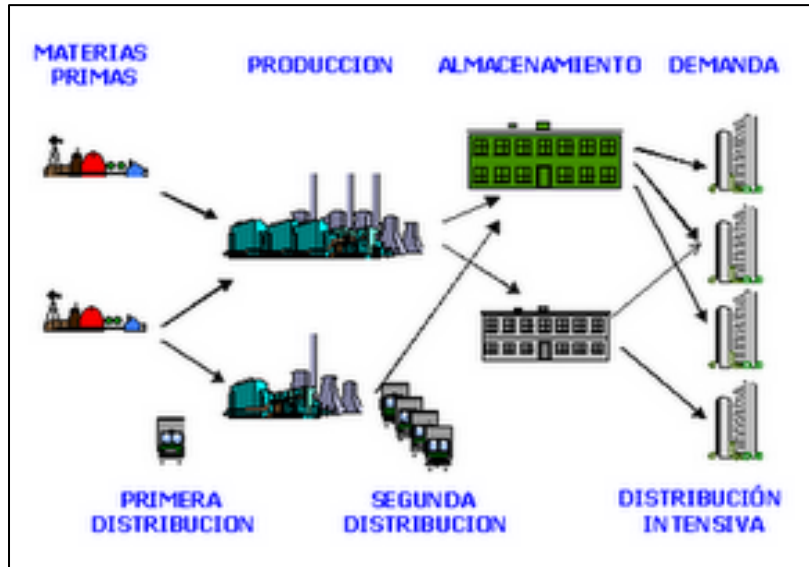 MATERIAS
PRIMAS
PRODUCCION
ALMACENAMIENTO
DEMANDA
PRIMERA
DISTRIBUCION
SEGUNDA
DISTRIBUCION
DISTRIBUCIÓN
INTENSIVA